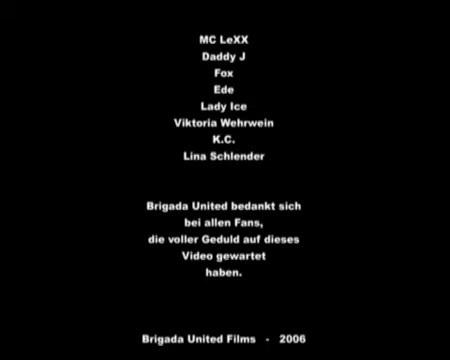 MC LeXX
Daddy J
Fox
Ede
Lady Ice
Viktoria Wehrwein
K.C.
Lina Schlender
Brigada United bedankt sich
bei allen Fans,
die voller Geduld auf dieses
Video gewartet
haben.
Brigada United Films - 2006